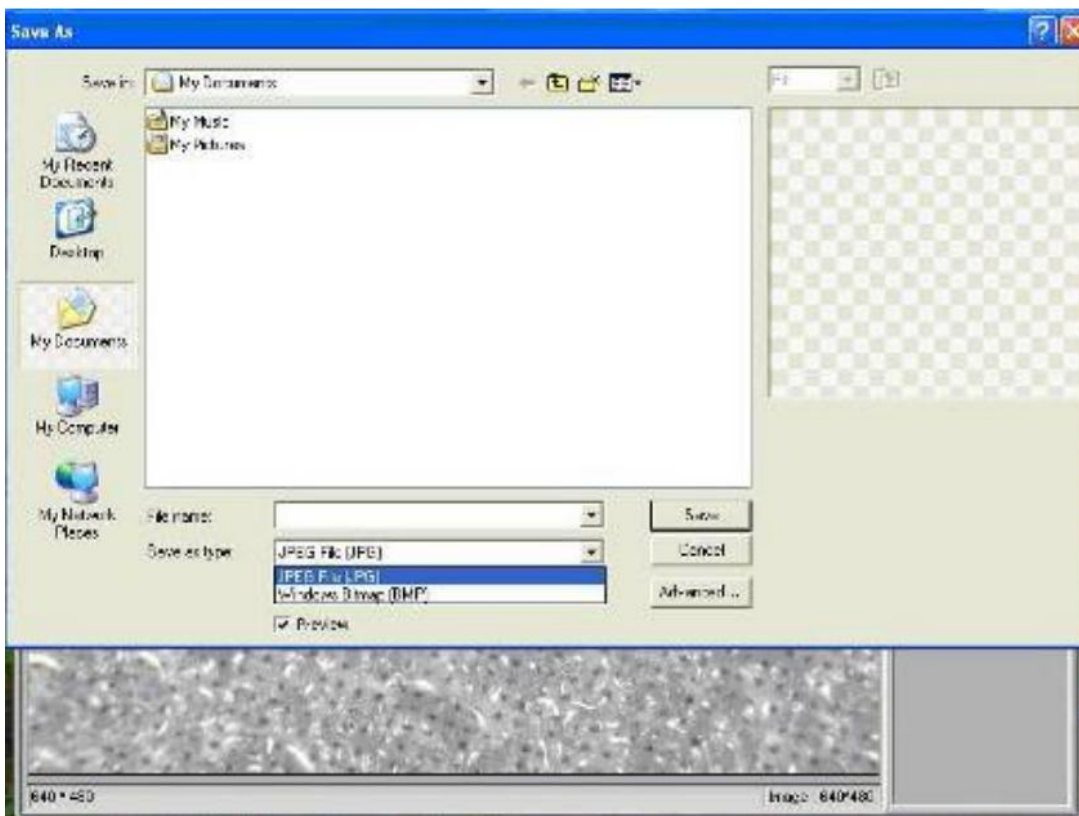 Save As
Save in: My Documents
My Music
My Pictures
My Recent
Documents
Desktop
My Documents
My Computer
My Network
Places
File name:
Save
Save as type:
JPEG File (JPG)
Cancel
JPEG File (JPG)
Windows Bitmap (BMP)
Advanced...
Preview
640 * 480
Image : 640*480